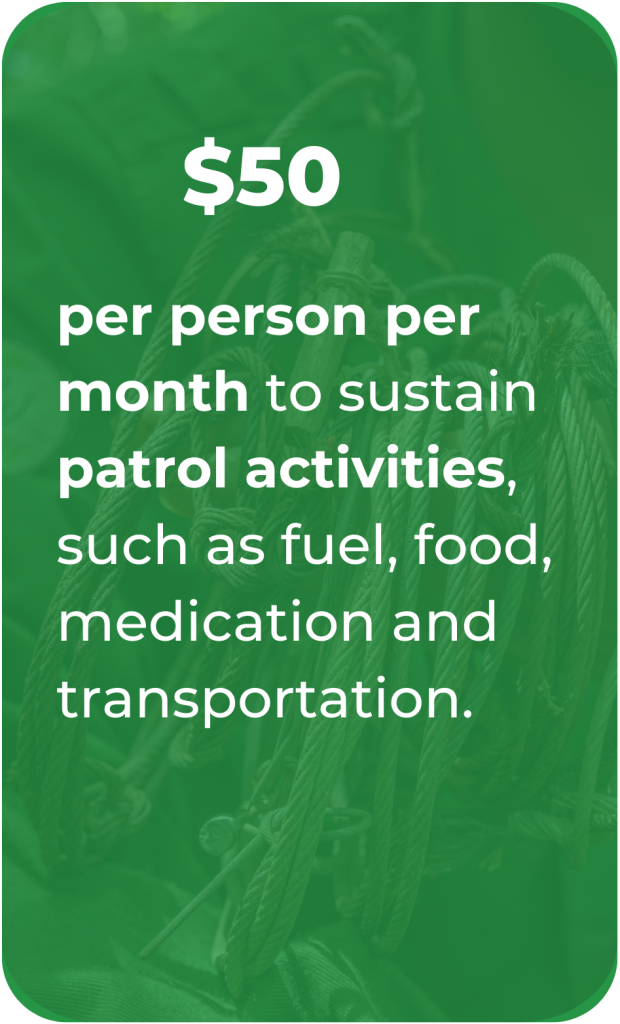 $50
per person per
month to sustain
patrol activities,
such as fuel, food,
medication and
transportation.